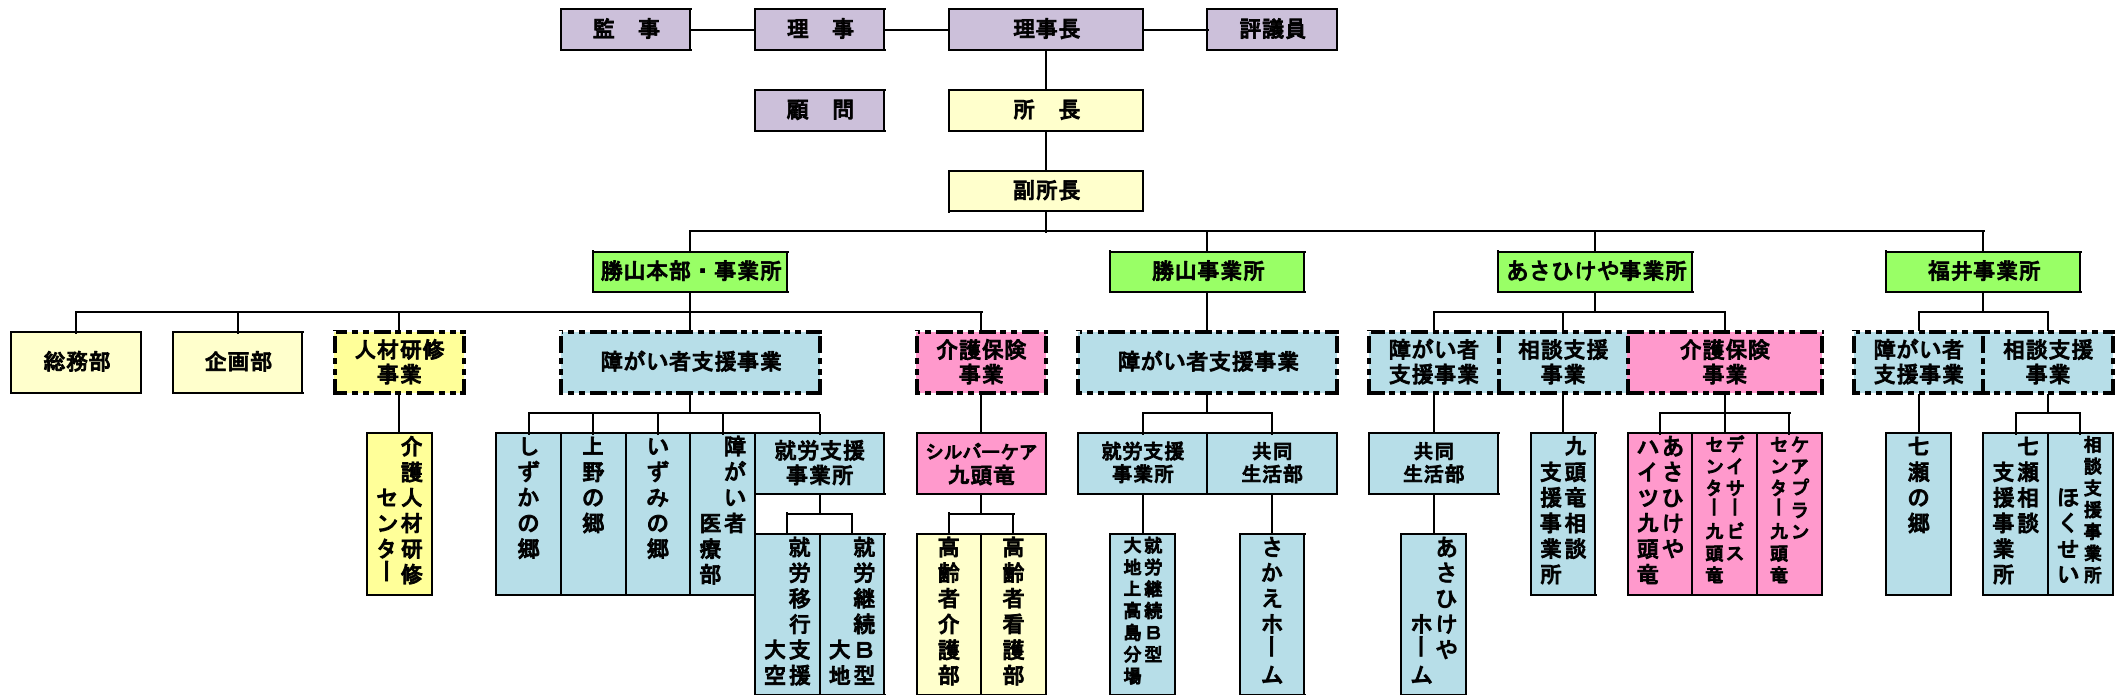 監　事
理　事
理事長
評議員
顧　問
所　長
副所長
勝山本部・事業所
勝山事業所
あさひけや事業所
福井事業所
総務部
企画部
人材研修
事業
障がい者支援事業
介護保険
事業
障がい者支援事業
障がい者
支援事業
相談支援
事業
介護保険
事業
障がい者
支援事業
相談支援
事業
介護人材研修
センター
しずかの郷
上野の郷
いずみの郷
障がい者
医療部
就労支援
事業所
シルバーケア
九頭竜
就労支援
事業所
共同
生活部
共同
生活部
九頭竜相談
支援事業所
あさひけや
ハイツ九頭竜
デイサービス
センター九頭竜
ケアプラン
センター九頭竜
七瀬の郷
七瀬相談
支援事業所
相談支援事業所
ほくせい
就労移行支援
大空
就労継続Ｂ型
大地
高齢者介護部
高齢者看護部
就労継続Ｂ型
大地上高島分場
さかえホーム
あさひけや
ホーム